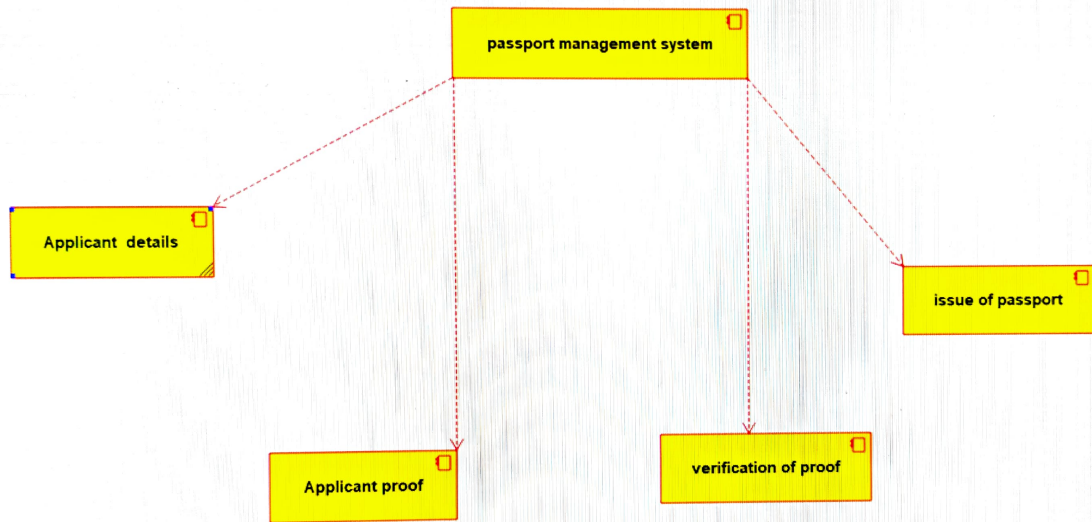 passport management system
Applicant details
issue of passport
Applicant proof
verification of proof